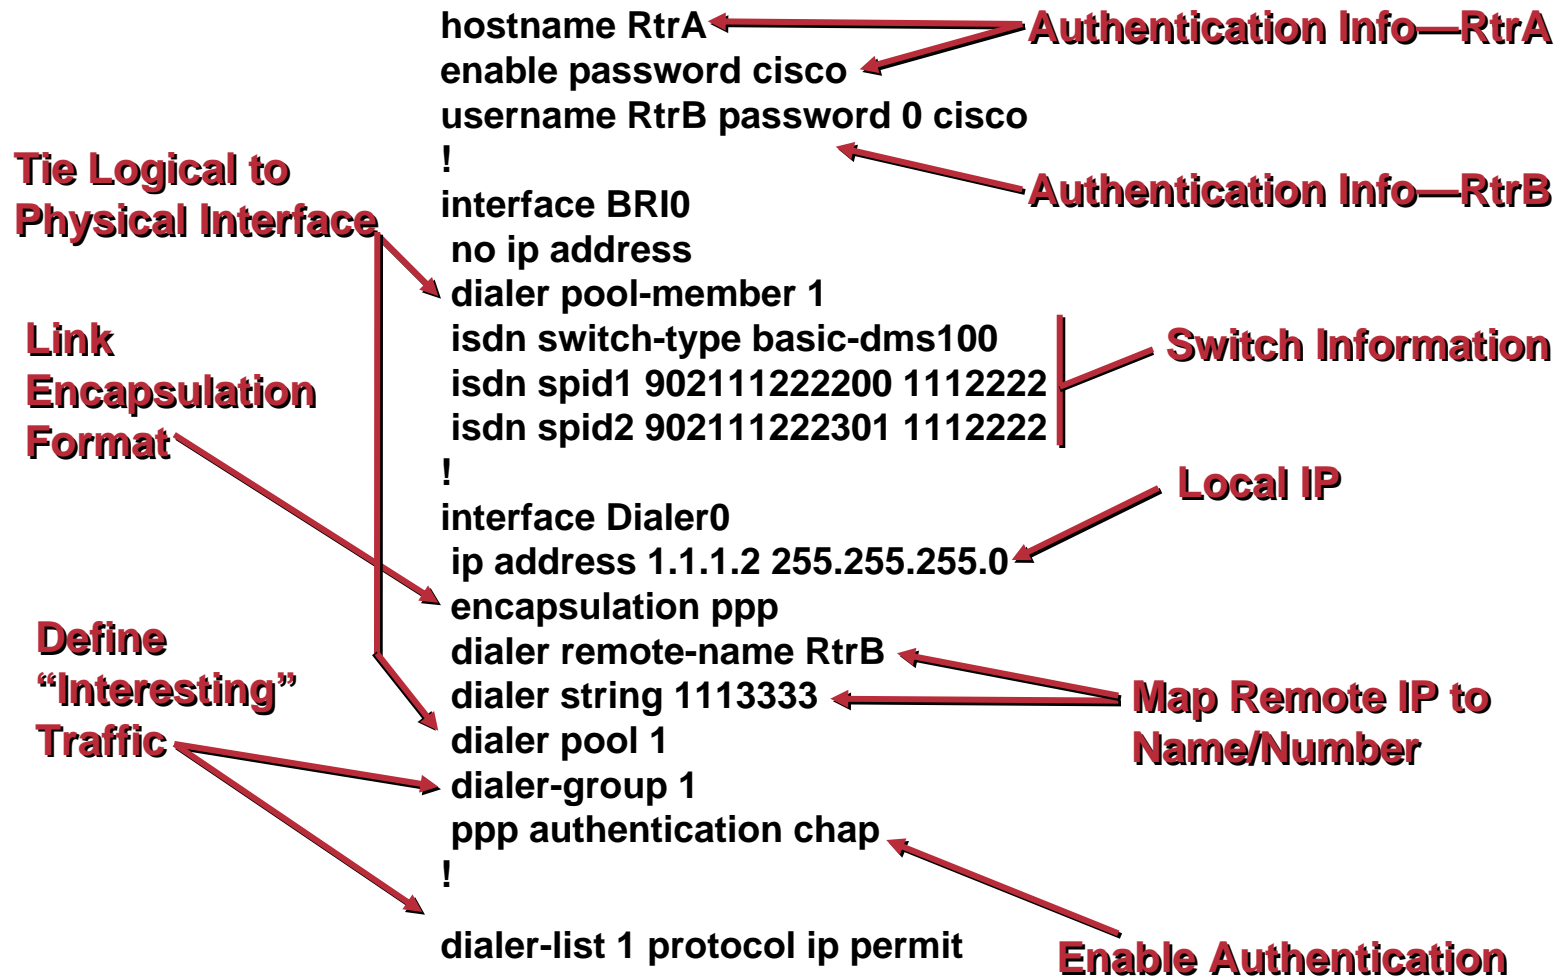 hostname RtrA
enable password cisco
username RtrB password 0 cisco
!
interface BRI0
no ip address
dialer pool-member 1
isdn switch-type basic-dms100
isdn spid1 902111222200 1112222
isdn spid2 902111222301 1112222
!
interface Dialer0
ip address 1.1.1.2 255.255.255.0
encapsulation ppp
dialer remote-name RtrB
dialer string 1113333
dialer pool 1
dialer-group 1
ppp authentication chap
!
dialer-list 1 protocol ip permit
Tie Logical to
Physical Interface
Link
Encapsulation
Format
Define
“Interesting”
Traffic
Authentication Info—RtrA
Authentication Info—RtrB
Switch Information
Local IP
Map Remote IP to
Name/Number
Enable Authentication